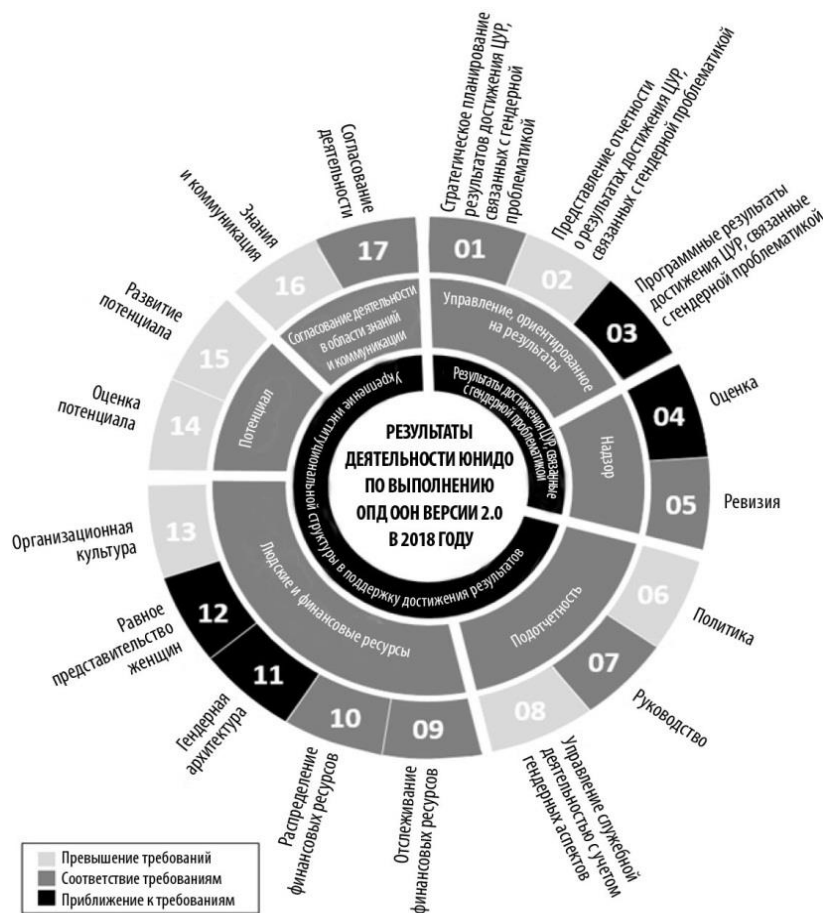 РЕЗУЛЬТАТЫ
ДЕЯТЕЛЬНОСТИ ЮНИДО
ПО ВЫПОЛНЕНИЮ
ОПД ООН ВЕРСИИ 2.0
В 2018 ГОДУ
Результаты достижения ЦУР, связанные
с гендерной проблематикой
Укрепление институциональной структуры в поддержку достижения результатов
Управление, ориентированное
на результаты
01
Стратегическое планирование
результатов достижения ЦУР,
связанных с гендерной
проблематикой
02
Представление отчетности
о результатах достижения ЦУР,
связанных с гендерной проблематикой
03
Программные результаты
достижения ЦУР, связанные
с гендерной проблематикой
Надзор
04
Оценка
05
Ревизия
Подотчетность
06
Политика
07
Руководство
08
Управление служебной
деятельностью с учетом
гендерных аспектов
Людские и финансовые ресурсы
09
Отслеживание
финансовых ресурсов
10
Распределение
финансовых ресурсов
11
Гендерная
архитектура
12
Равное
представительство
женщин
13
Организационная
культура
Потенциал
14
Оценка
потенциала
15
Развитие
потенциала
Согласование деятельности
в области знаний
и коммуникации
16
Знания
и коммуникация
17
Согласование
деятельности
Превышение требований
Соответствие требованиям
Приближение к требованиям